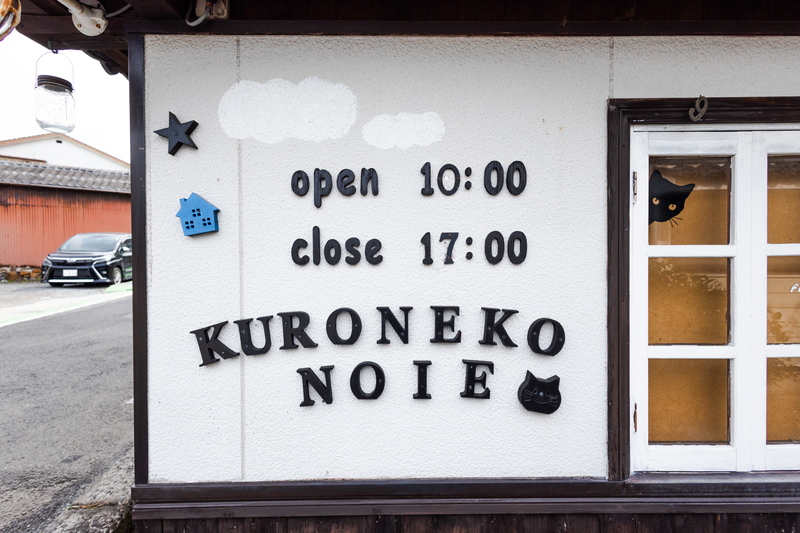 open 10:00
close 17:00
KURONEKO
NOIE